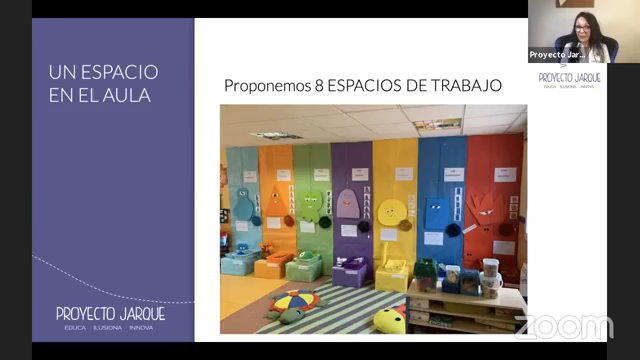 UN ESPACIO
EN EL AULA
PROYECTO JARQUE
EDUCA ILUSIONA INNOVA
Proponemos 8 ESPACIOS DE TRABAJO
Proyecto Jar...
PROYECTO JARQUE
EDUCA ILUSIONA INNOVA
zoom